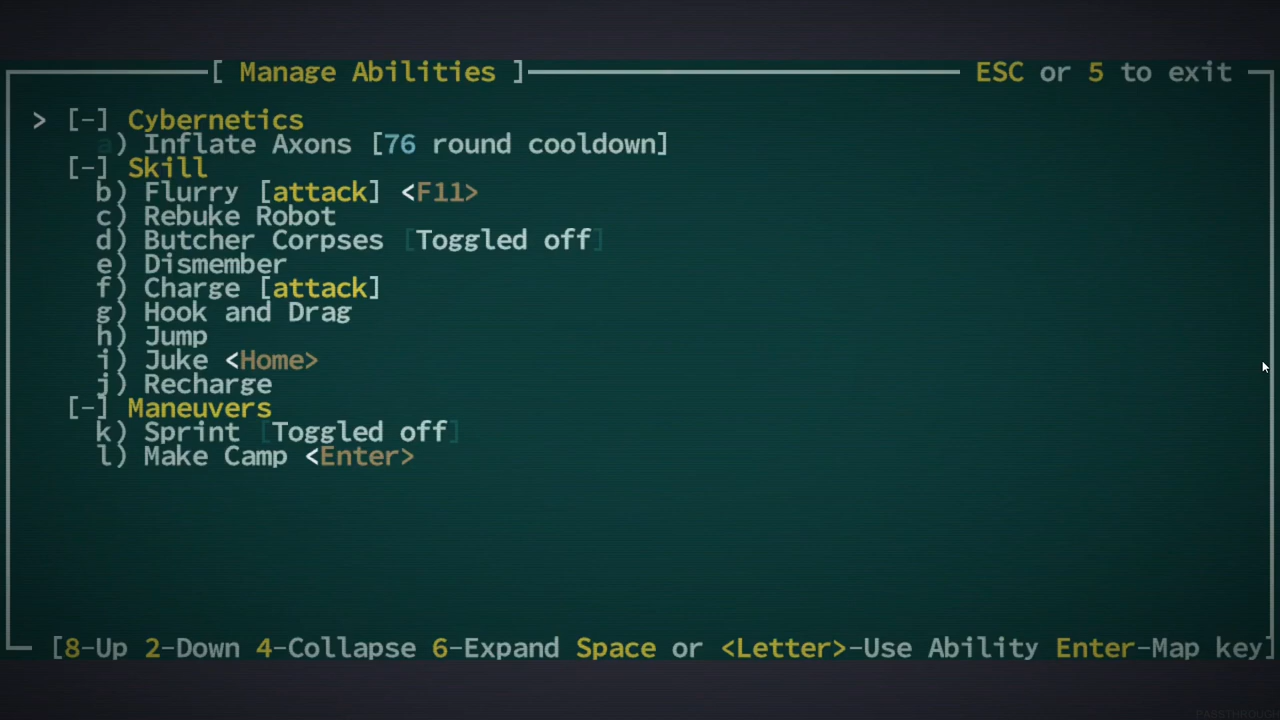 [ Manage Abilities ] ESC or 5 to exit
> [-] Cybernetics
a) Inflate Axons [76 round cooldown]
[-] Skill
b) Flurry [attack] <F11>
c) Rebuke Robot
d) Butcher Corpses [Toggled off]
e) Dismember
f) Charge [attack]
g) Hook and Drag
h) Jump
i) Juke <Home>
j) Recharge
[-] Maneuvers
k) Sprint [Toggled off]
l) Make Camp <Enter>
[8-Up 2-Down 4-Collapse 6-Expand Space or <Letter>-Use Ability Enter-Map key]